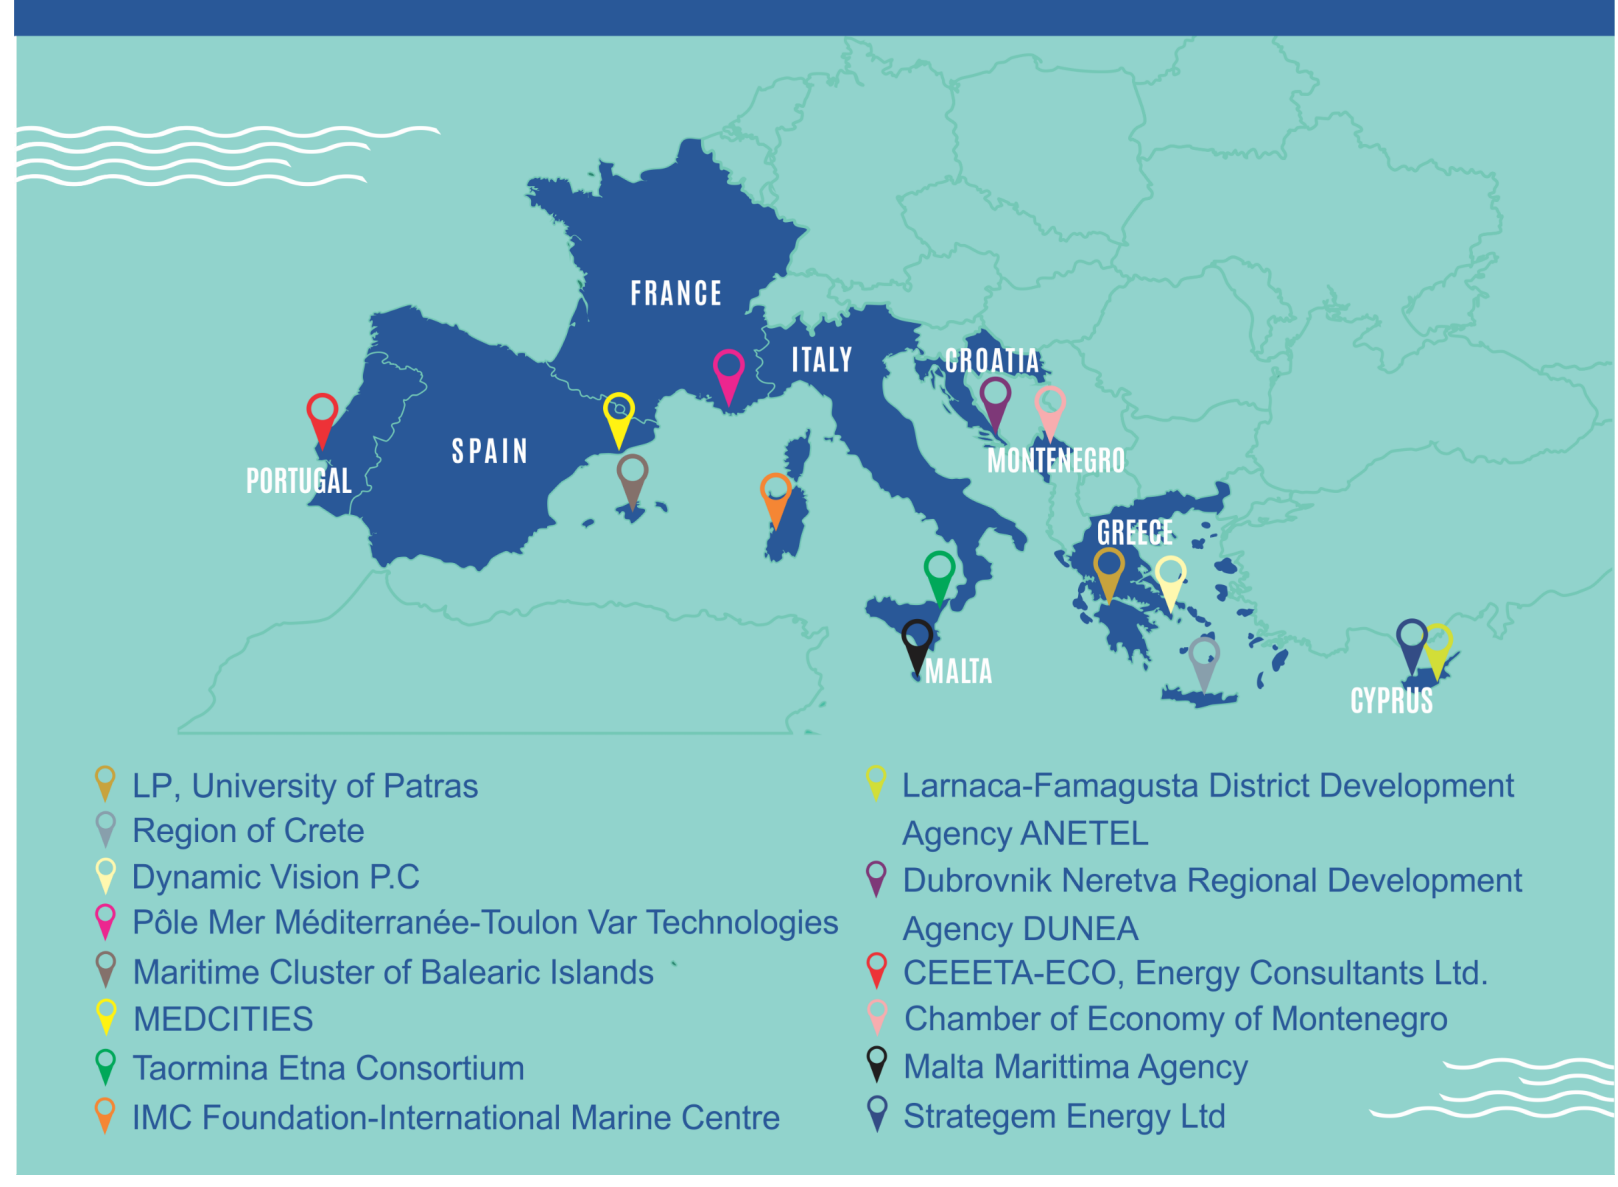 FRANCE
ITALY
CROATIA
SPAIN
MONTENEGRO
PORTUGAL
GREECE
MALTA
CYPRUS
LP, University of Patras
Region of Crete
Dynamic Vision P.C
Pôle Mer Méditerranée-Toulon Var Technologies
Maritime Cluster of Balearic Islands
MEDCITIES
Taormina Etna Consortium
IMC Foundation-International Marine Centre
Larnaca-Famagusta District Development
Agency ANETEL
Dubrovnik Neretva Regional Development
Agency DUNEA
CEEETA-ECO, Energy Consultants Ltd.
Chamber of Economy of Montenegro
Malta Marittima Agency
Strategem Energy Ltd